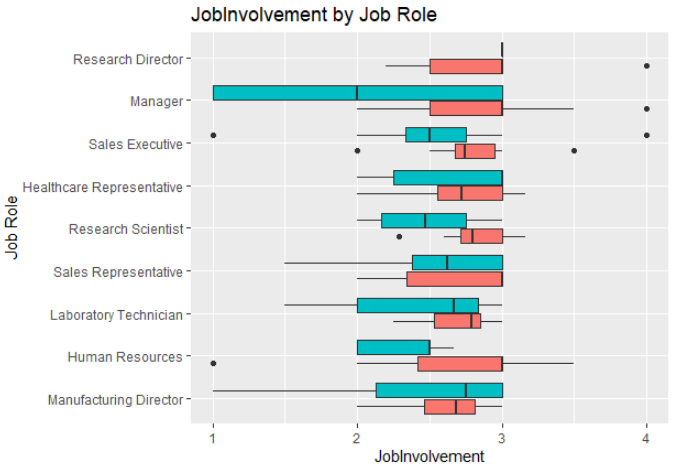 JobInvolvement by Job Role
Job Role
Research Director
Manager
Sales Executive
Healthcare Representative
Research Scientist
Sales Representative
Laboratory Technician
Human Resources
Manufacturing Director
1 2 3 4
JobInvolvement